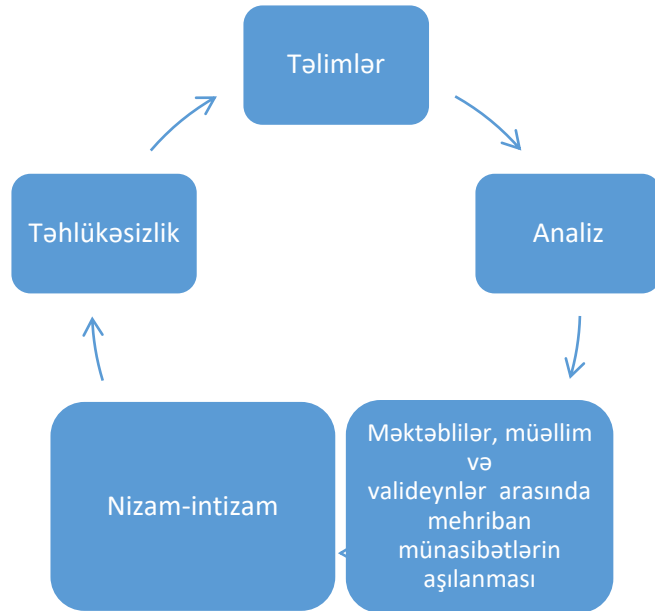 Təlimlər
Analiz
Məktəblilər, müəllim
və
valideynlər arasında
mehriban
münasibətlərin
aşılanması
Nizam-intizam
Təhlükəsizlik